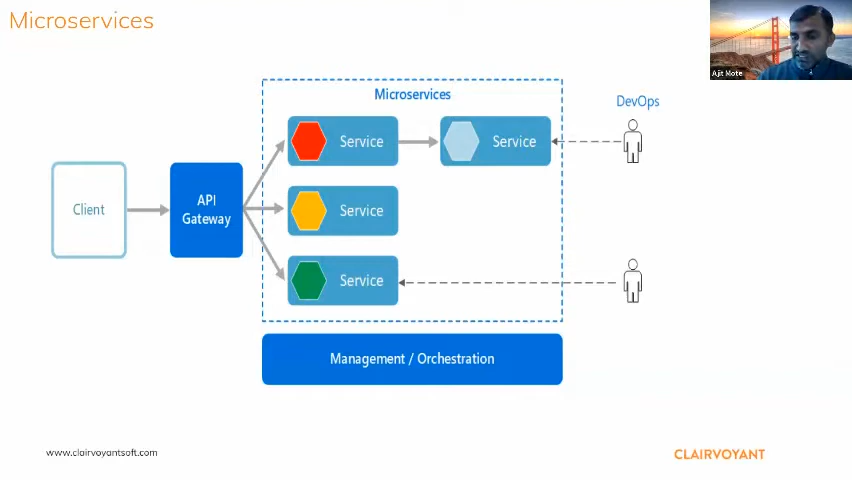 Microservices
Ajit Mote
Microservices
DevOps
Service
Service
Client
API
Gateway
Service
Service
Management / Orchestration
www.clairvoyantsoft.com
CLAIRVOYANT